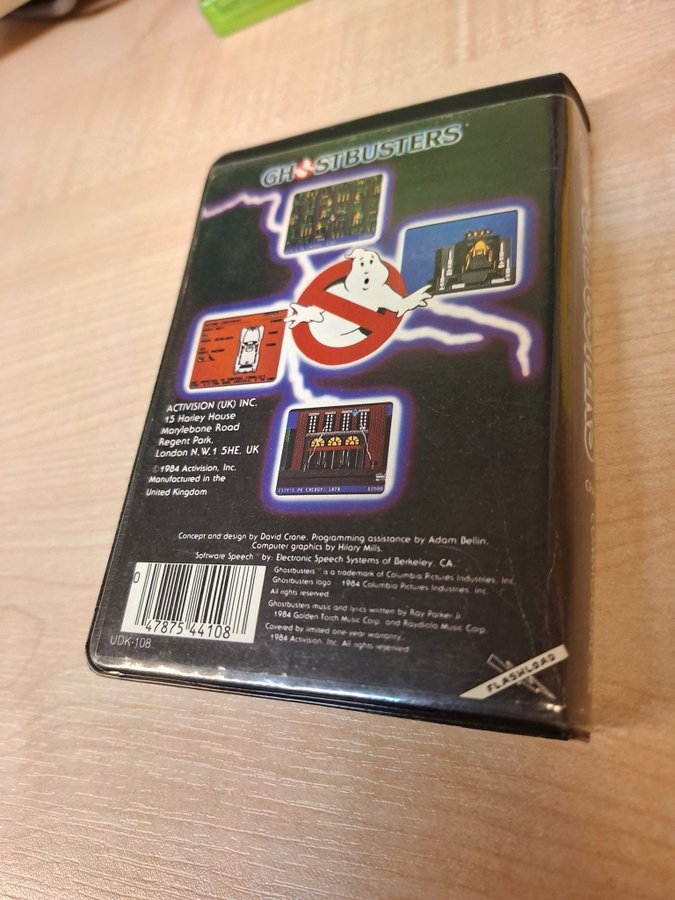 GHOSTBUSTERS
CITY'S PK ENERGY: 1870 $2500
ACTIVISION (UK) INC.
15 Harley House
Marylebone Road
Regent Park,
London N.W.1 5HE. UK
©1984 Activision, Inc.
Manufactured in the
United Kingdom
Concept and design by David Crane. Programming assistance by Adam Bellin.
Computer graphics by Hilary Mills.
"Software Speech" by: Electronic Speech Systems of Berkeley, CA.
Ghostbusters™ is a trademark of Columbia Pictures Industries, Inc.
Ghostbusters logo 1984 Columbia Pictures Industries, Inc.
All rights reserved.
Ghostbusters music and lyrics written by Ray Parker Jr.
1984 Golden Torch Music Corp. and Raydiola Music Corp.
Covered by limited one-year warranty.
1984 Activision, Inc. All rights reserved.
0 47875 44108
UDK-108
FLASHLOAD